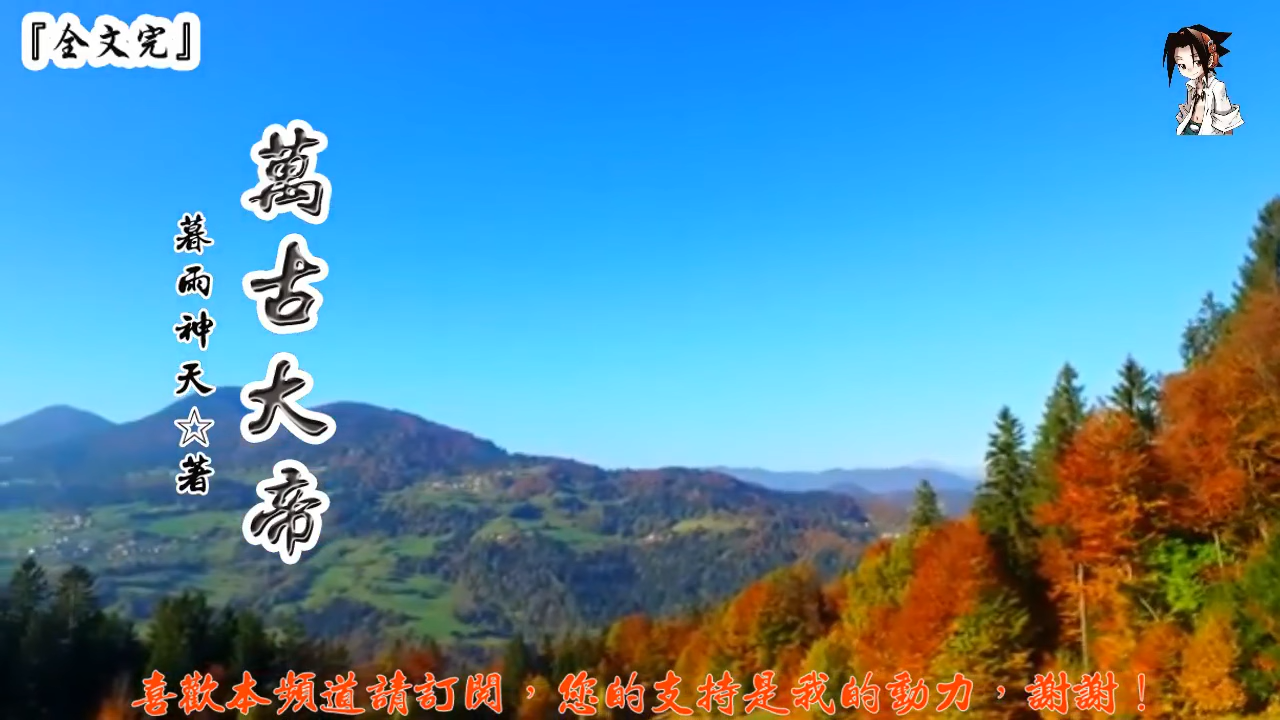 『全文完』
萬古大帝
暮雨神天☆著
喜歡本頻道請訂閱，您的支持是我的動力，謝謝！